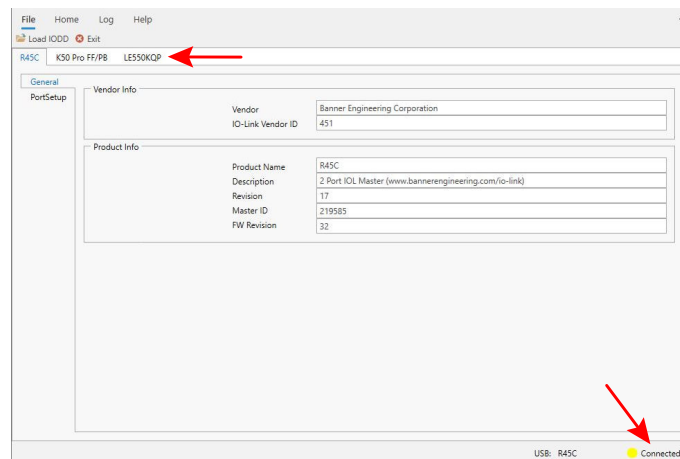 File Home Log Help
Load IODD Exit
R45C K50 Pro FF/PB LE550KQP
General
PortSetup
Vendor Info
Vendor Banner Engineering Corporation
IO-Link Vendor ID 451
Product Info
Product Name R45C
Description 2 Port IOL Master (www.bannerengineering.com/io-link)
Revision 17
Master ID 219585
FW Revision 32
USB: R45C Connected